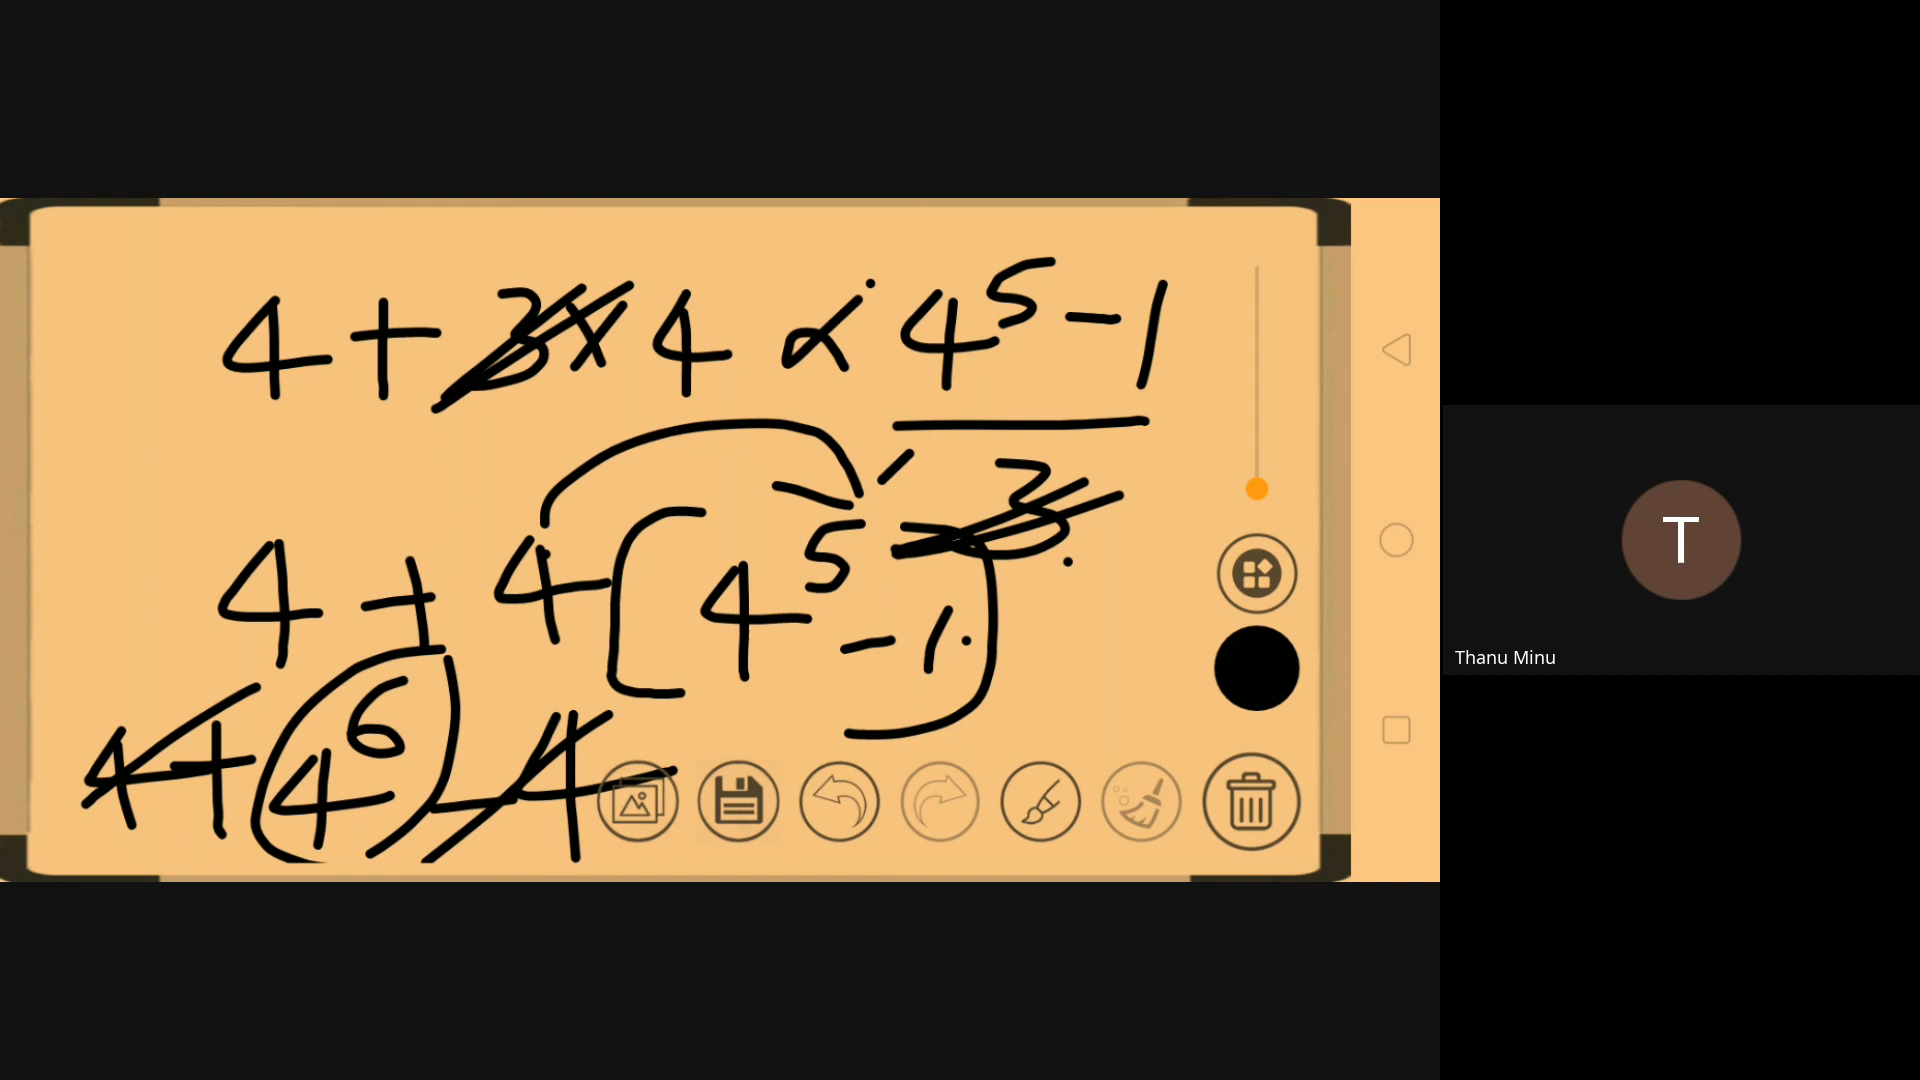 4 + 3 × 4 × 4⁵ - 1
3
4 + 4 [4⁵ - 1]
4 + 4⁶ - 4
T
Thanu Minu